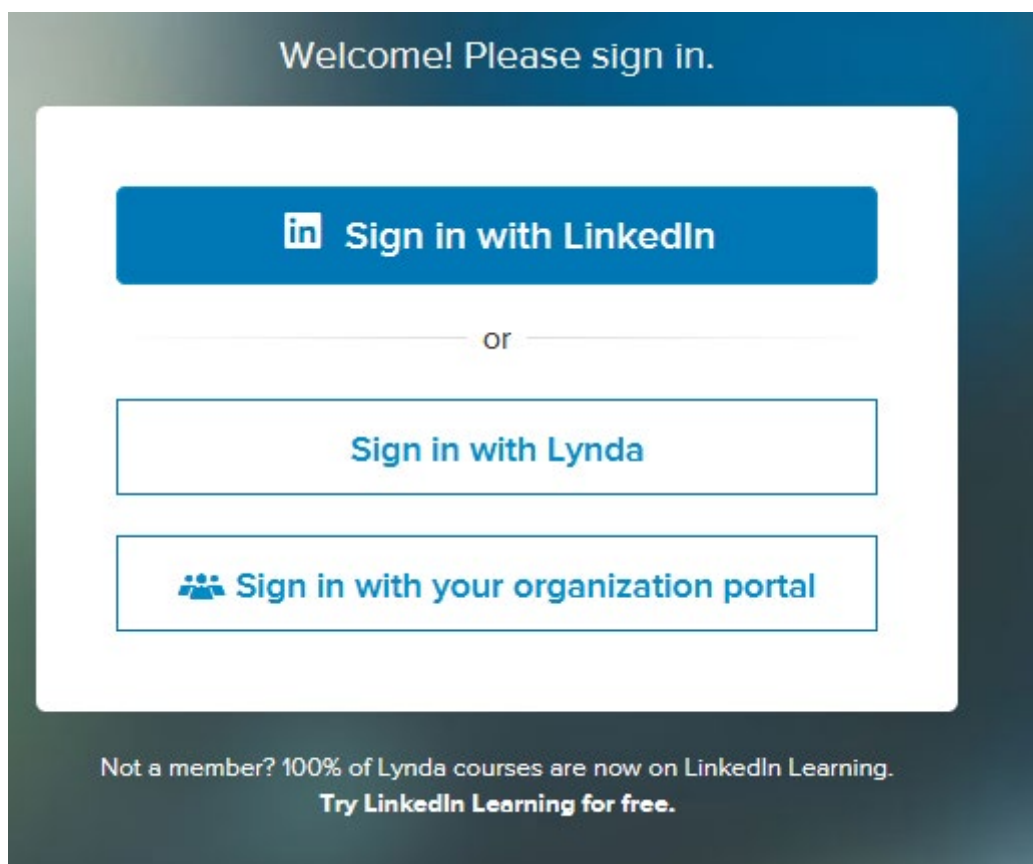 Welcome! Please sign in.
in Sign in with LinkedIn
or
Sign in with Lynda
Sign in with your organization portal
Not a member? 100% of Lynda courses are now on LinkedIn Learning.
Try LinkedIn Learning for free.